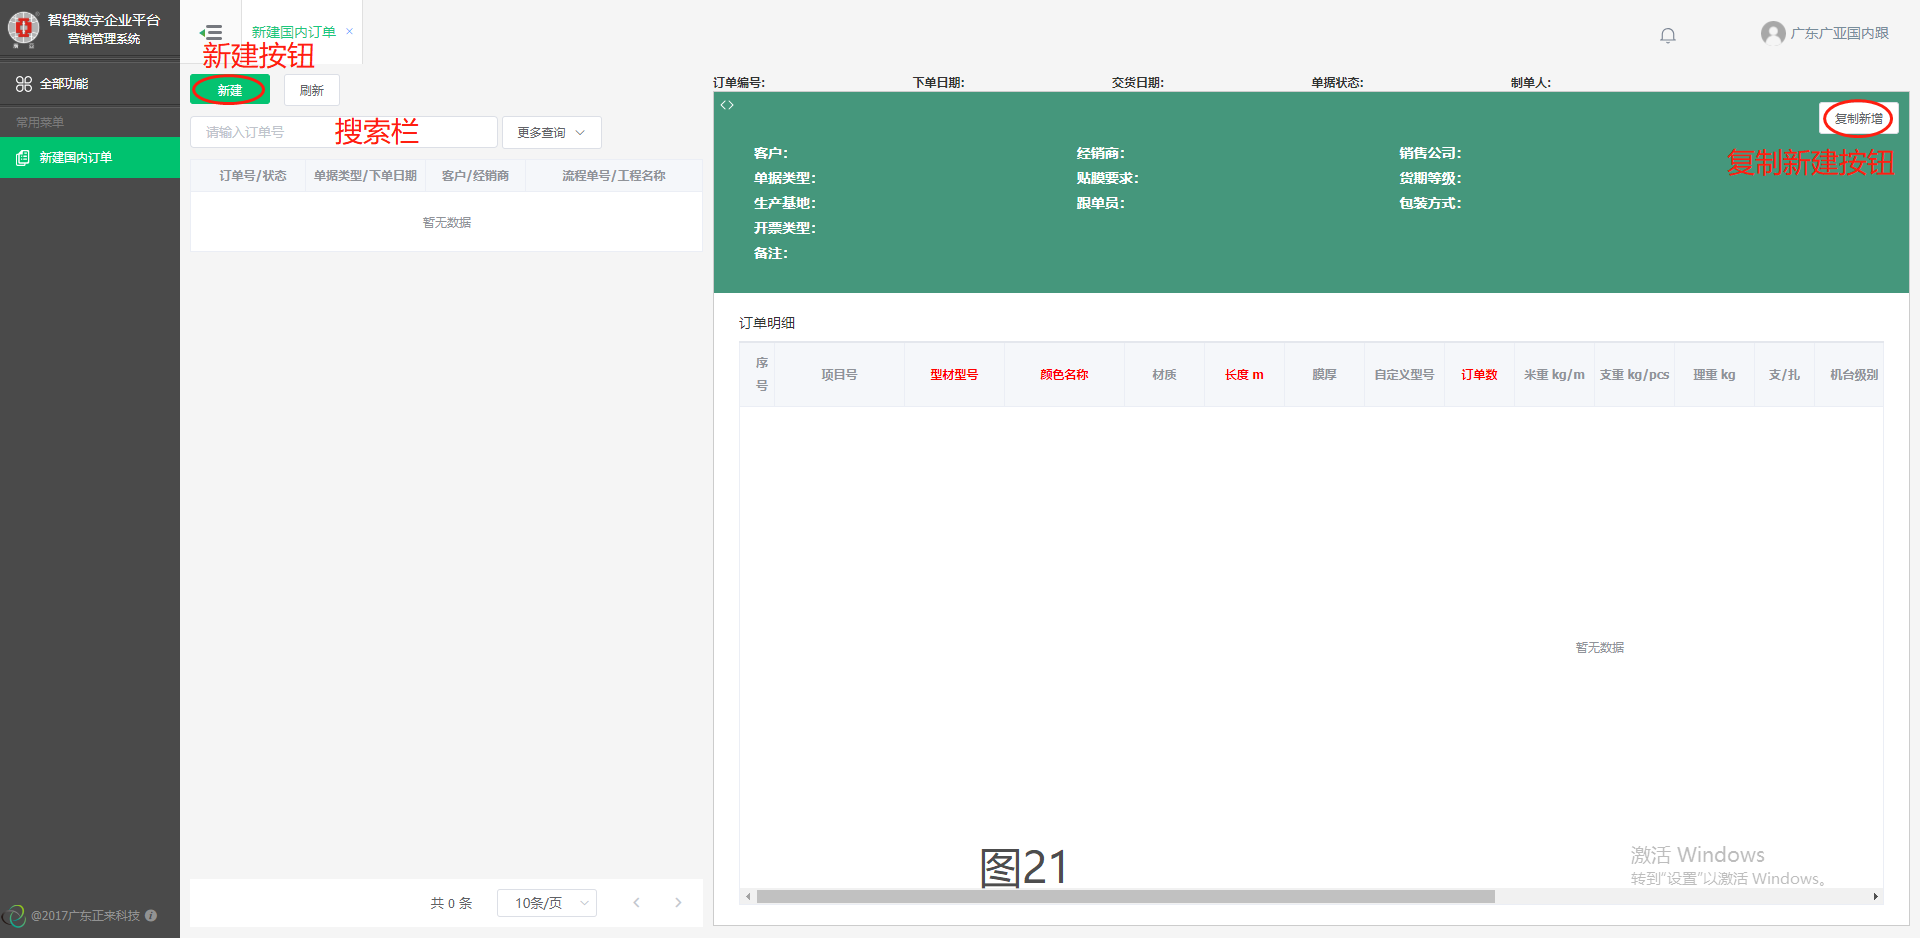 智铝数字企业平台
营销管理系统
全部功能
常用菜单
新建国内订单
@2017广东正来科技
新建国内订单 ×
广东广亚国内跟
新建按钮
新建
刷新
请输入订单号
搜索栏
更多查询
订单号/状态 单据类型/下单日期 客户/经销商 流程单号/工程名称
暂无数据
共 0 条 10条/页
订单编号: 下单日期: 交货日期: 单据状态: 制单人:
复制新增
复制新建按钮
客户: 经销商: 销售公司:
单据类型: 贴膜要求: 货期等级:
生产基地: 跟单员: 包装方式:
开票类型:
备注:
订单明细
序号 项目号 型材型号 颜色名称 材质 长度 m 膜厚 自定义型号 订单数 米重 kg/m 支重 kg/pcs 理重 kg 支/扎 机台级别
暂无数据
图21
激活 Windows
转到“设置”以激活 Windows。